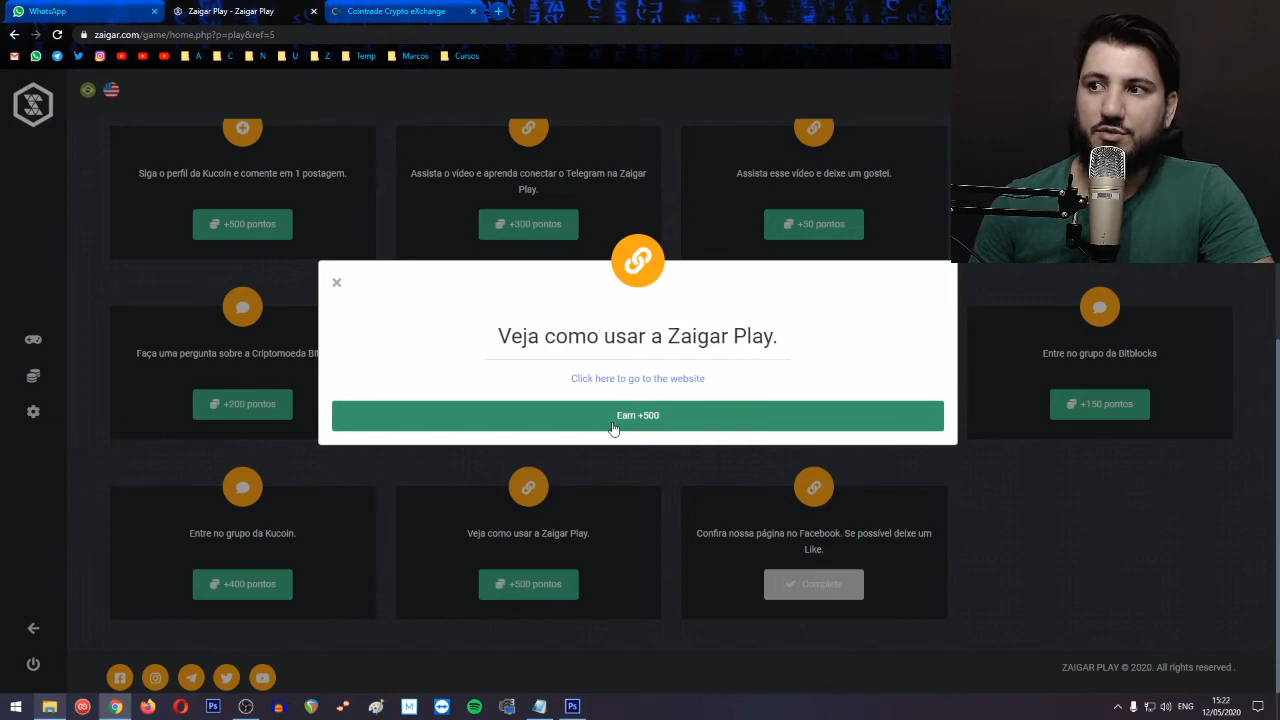 WhatsApp
Zaigar Play - Zaigar Play
Cointrade Crypto eXchange
zaigar.com/game/home.php?p=play&ref=5
A
C
N
U
Z
Temp
Marcos
Cursos
Siga o perfil da Kucoin e comente em 1 postagem.
+500 pontos
Assista o vídeo e aprenda conectar o Telegram na Zaigar
Play.
+300 pontos
Assista esse vídeo e deixe um gostei.
+50 pontos
Veja como usar a Zaigar Play.
Click here to go to the website
Earn +500
Faça uma pergunta sobre a Criptomoeda Bit
+200 pontos
Entre no grupo da Bitblocks
+150 pontos
Entre no grupo da Kucoin.
+400 pontos
Veja como usar a Zaigar Play.
+500 pontos
Confira nossa página no Facebook. Se possível deixe um
Like.
Complete
ZAIGAR PLAY © 2020. All rights reserved .
ENG
15:22
12/05/2020